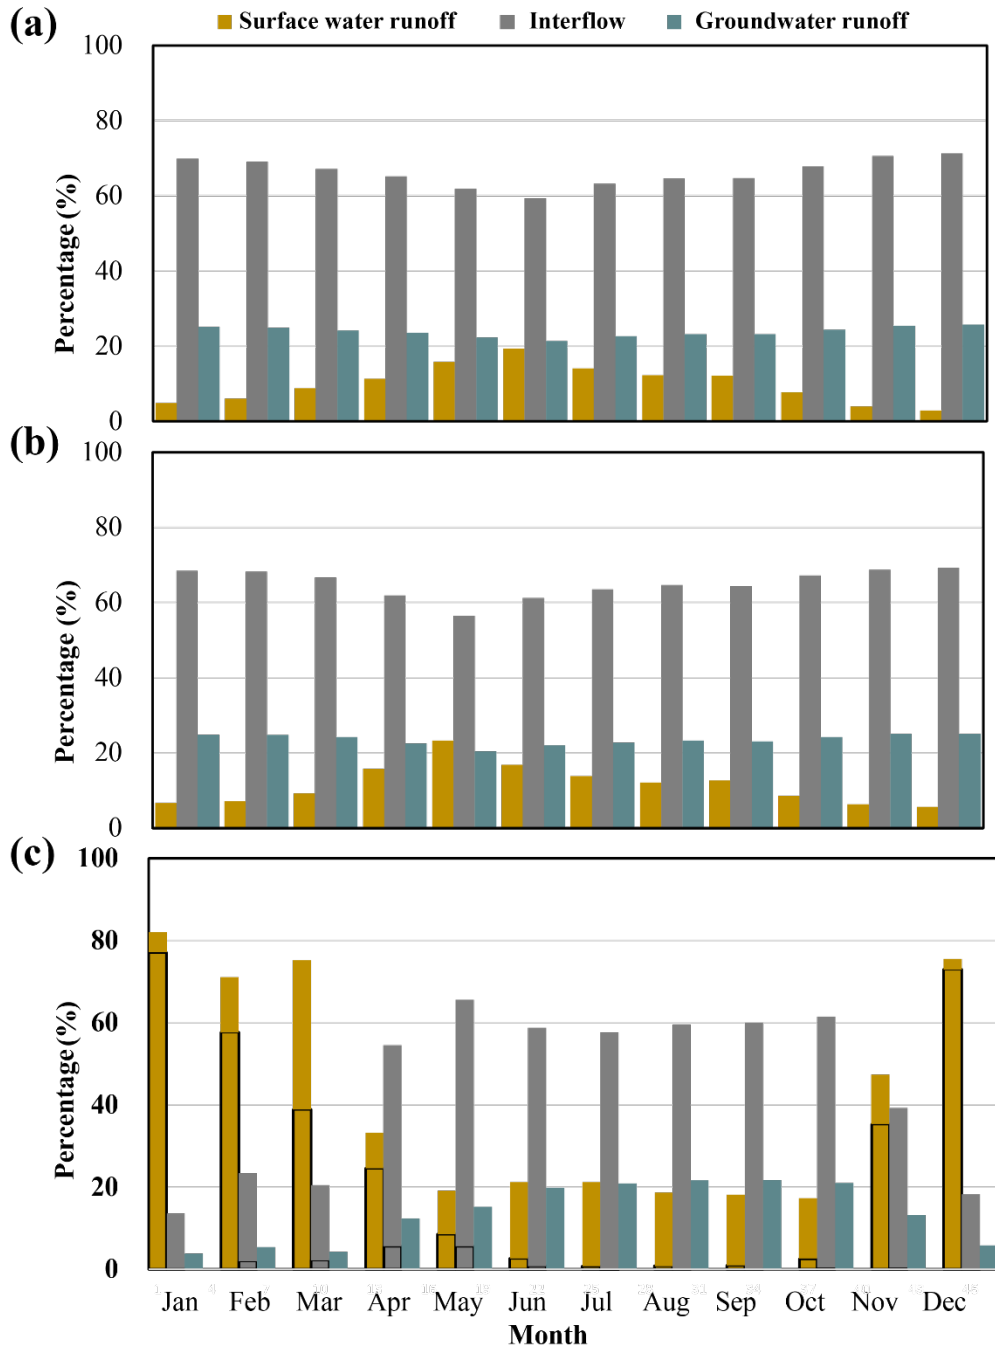 (a)
Surface water runoff Interflow Groundwater runoff
100
80
60
40
20
0
Percentage (%)
(b)
100
80
60
40
20
0
Percentage (%)
(c)
100
80
60
40
20
0
Percentage (%)
Jan Feb Mar Apr May Jun Jul Aug Sep Oct Nov Dec
Month